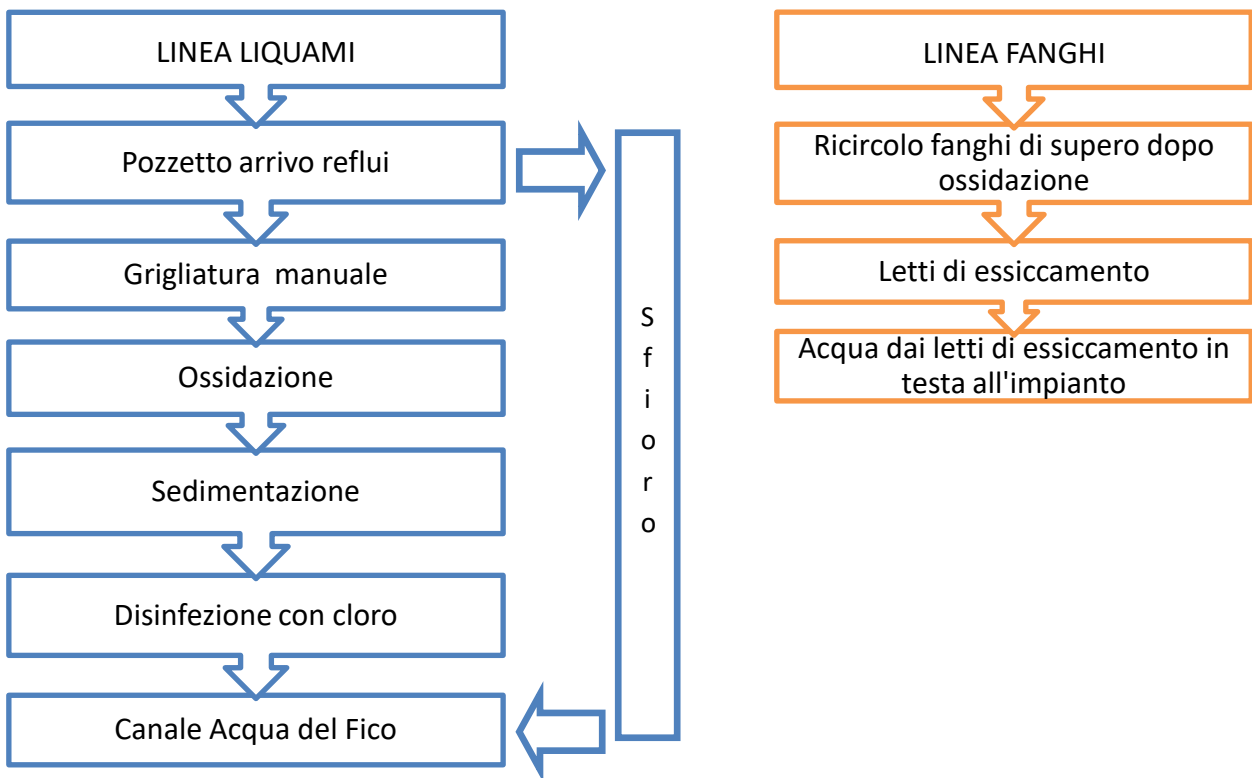 LINEA LIQUAMI
Pozzetto arrivo reflui
Grigliatura manuale
Ossidazione
Sedimentazione
Disinfezione con cloro
Canale Acqua del Fico
S
f
i
o
r
o
LINEA FANGHI
Ricircolo fanghi di supero dopo
ossidazione
Letti di essiccamento
Acqua dai letti di essiccamento in
testa all'impianto